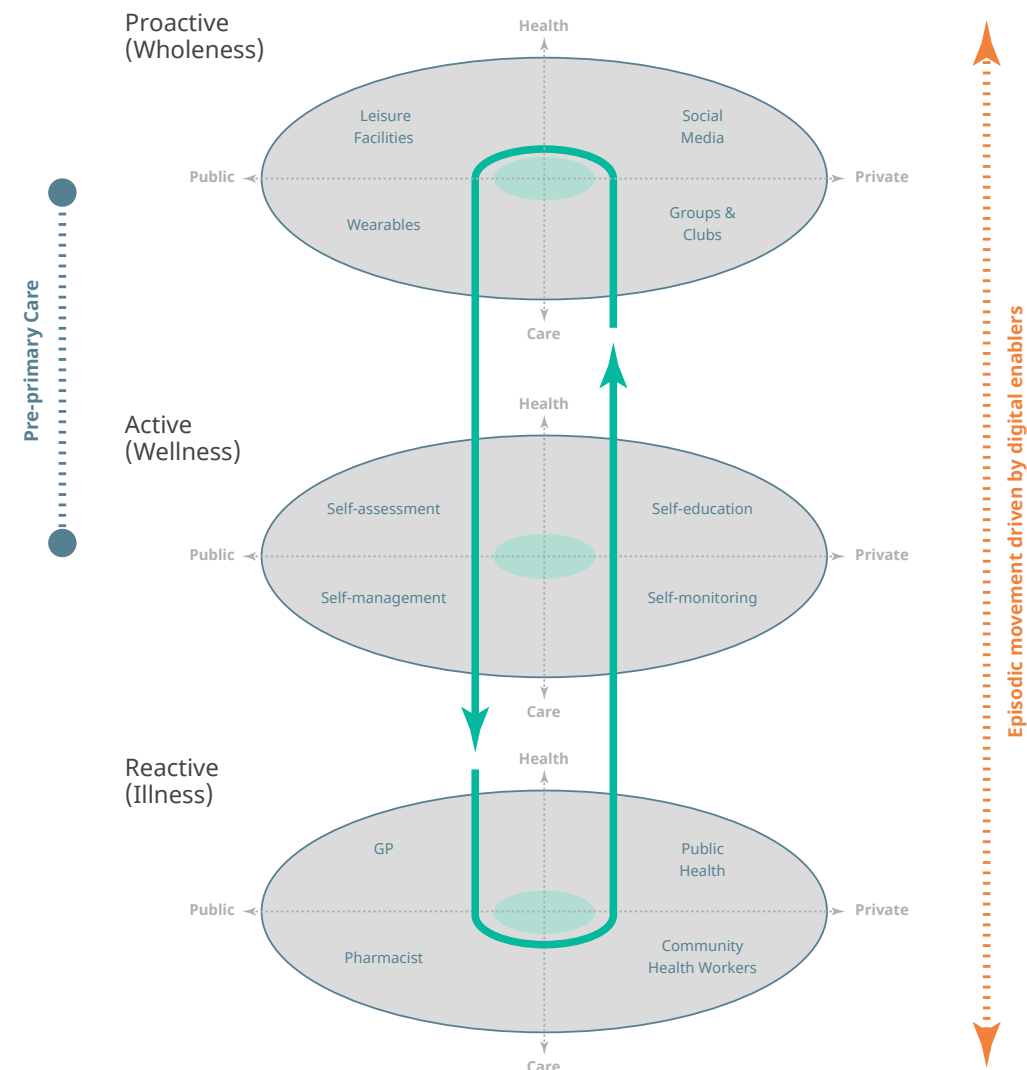 Proactive
(Wholeness)
Health
Leisure
Facilities
Social
Media
Public
Private
Wearables
Groups &
Clubs
Care
Pre-primary Care
Episodic movement driven by digital enablers
Active
(Wellness)
Health
Self-assessment
Self-education
Public
Private
Self-management
Self-monitoring
Care
Reactive
(Illness)
Health
GP
Public
Health
Public
Private
Pharmacist
Community
Health Workers
Care